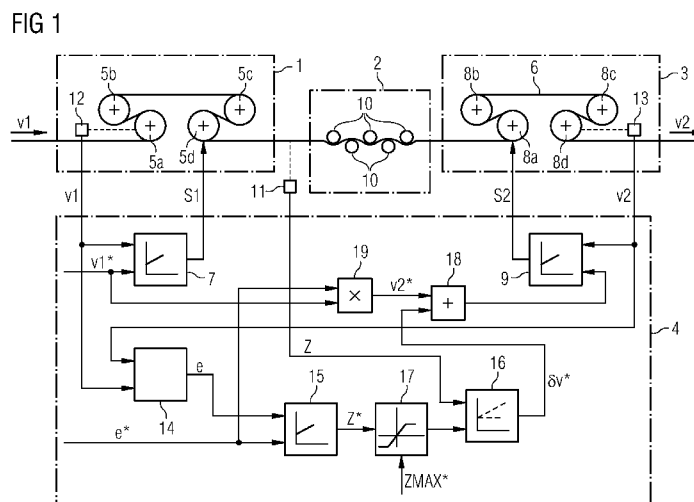 FIG 1
5b 5c 1 2 8b 6 8c 3
12 13
v1 10 v2
5a 5d 8a 8d
10
11
v1 S1 S2 v2
19 18
v1* 7 × v2* + 9 4
Z 16
e 15 17 δv*
14
e* Z*
ZMAX*